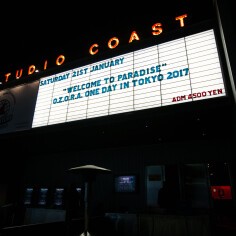 STUDIO COAST
SATURDAY 21ST JANUARY
"WELCOME TO PARADISE"
O.Z.O.R.A. ONE DAY IN TOKYO 2017
ADM 4500 YEN